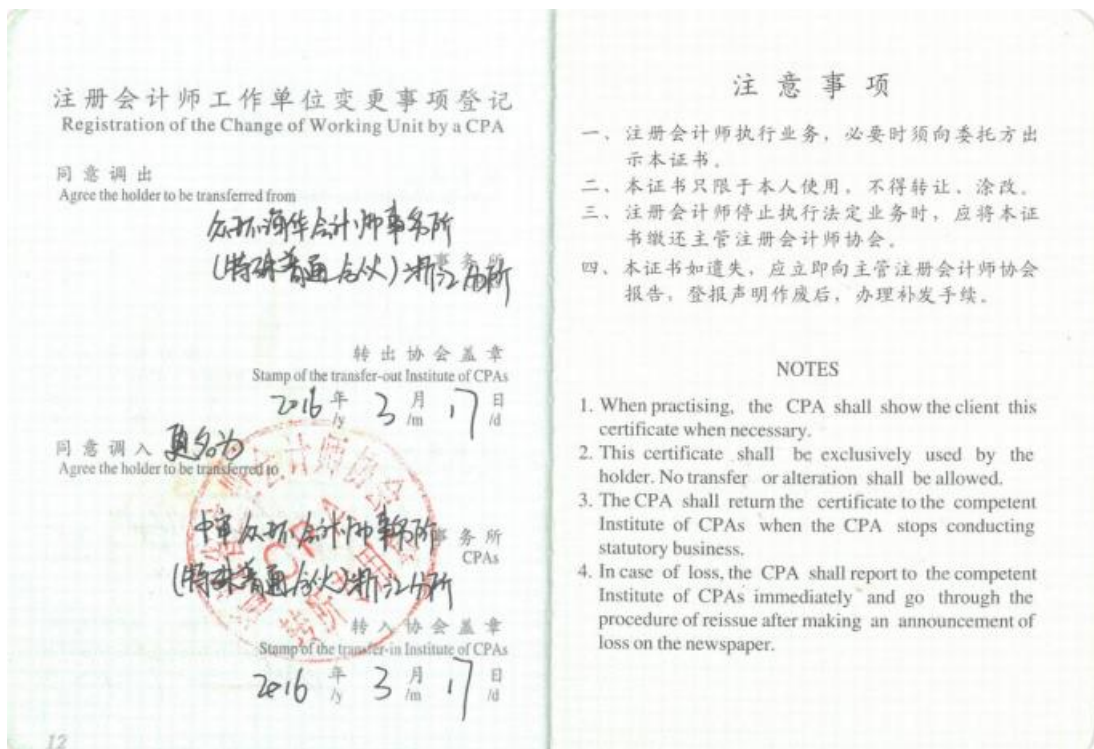 注册会计师工作单位变更事项登记
Registration of the Change of Working Unit by a CPA
同意调出
Agree the holder to be transferred from
众环海华会计师事务所
事务所
(特殊普通合伙)浙江分所
转出协会盖章
Stamp of the transfer-out Institute of CPAs
2016 年 3 月 17 日
/y /m /d
同意调入 更名为
Agree the holder to be transferred to
中审众环会计师事务所
事务所
CPAs
(特殊普通合伙)浙江分所
转入协会盖章
Stamp of the transfer-in Institute of CPAs
2016 年 3 月 17 日
/y /m /d
12
注意事项
一、注册会计师执行业务，必要时须向委托方出
示本证书。
二、本证书只限于本人使用，不得转让、涂改。
三、注册会计师停止执行法定业务时，应将本证
书缴还主管注册会计师协会。
四、本证书如遗失，应立即向主管注册会计师协会
报告，登报声明作废后，办理补发手续。
NOTES
1. When practising, the CPA shall show the client this
certificate when necessary.
2. This certificate shall be exclusively used by the
holder. No transfer or alteration shall be allowed.
3. The CPA shall return the certificate to the competent
Institute of CPAs when the CPA stops conducting
statutory business.
4. In case of loss, the CPA shall report to the competent
Institute of CPAs immediately and go through the
procedure of reissue after making an announcement of
loss on the newspaper.